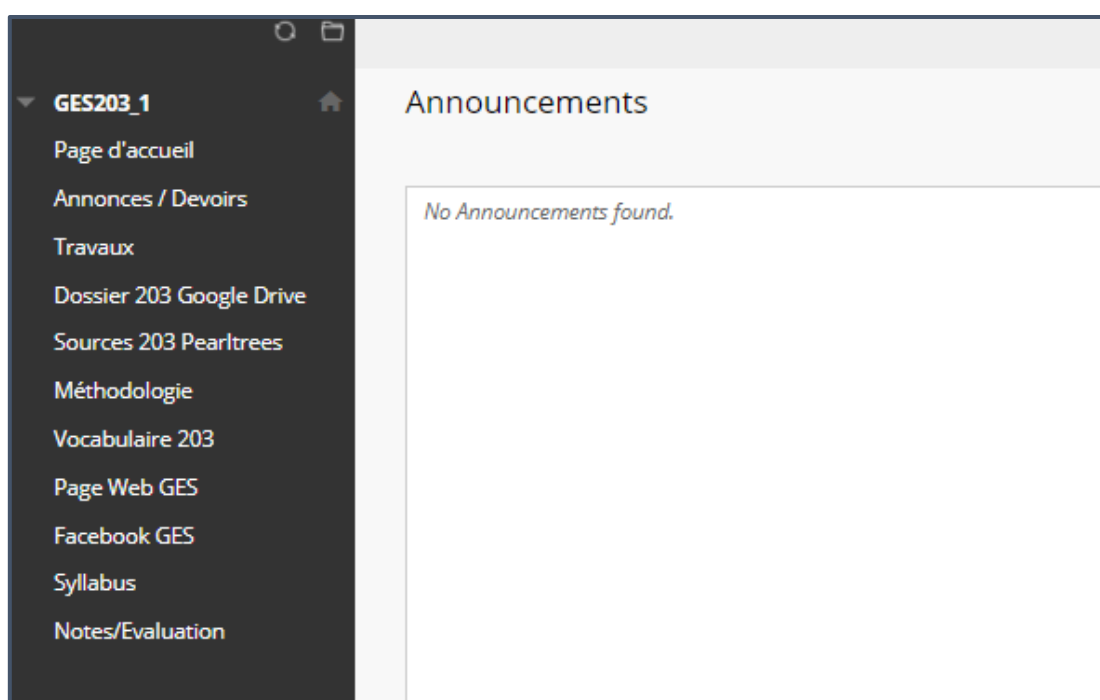 GES203_1
Page d'accueil
Annonces / Devoirs
Travaux
Dossier 203 Google Drive
Sources 203 Pearltrees
Méthodologie
Vocabulaire 203
Page Web GES
Facebook GES
Syllabus
Notes/Evaluation
Announcements
No Announcements found.